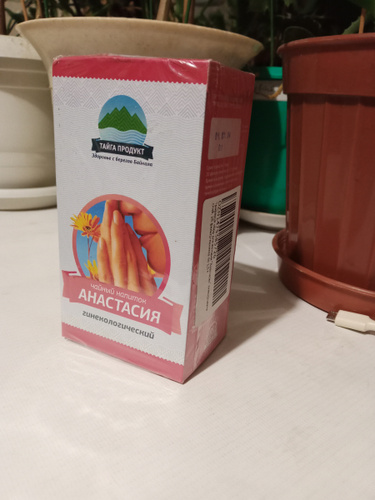 ТАЙГА ПРОДУКТ
Здоровье с берегов Байкала
чайный напиток
АНАСТАСИЯ
гинекологический